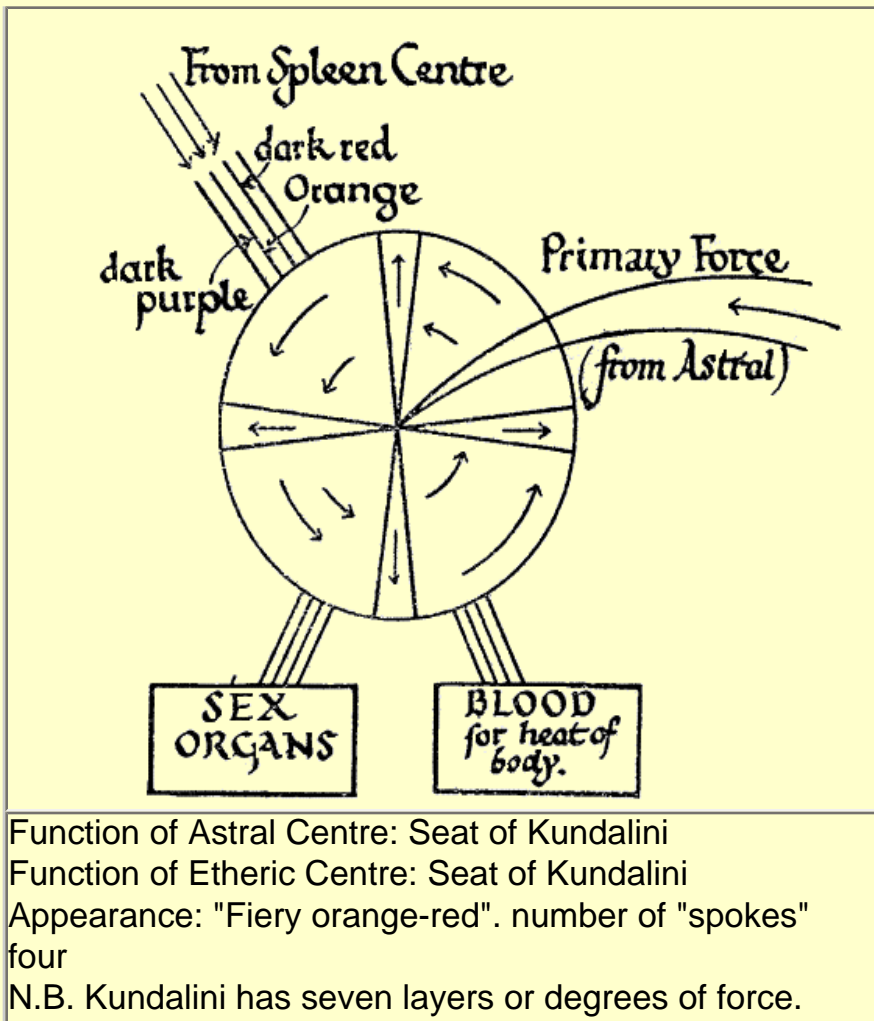 From Spleen Centre
dark red
Orange
dark
purple
Primary Force
(from Astral)
SEX
ORGANS
BLOOD
for heat of
body.
Function of Astral Centre: Seat of Kundalini
Function of Etheric Centre: Seat of Kundalini
Appearance: "Fiery orange-red". number of "spokes"
four
N.B. Kundalini has seven layers or degrees of force.